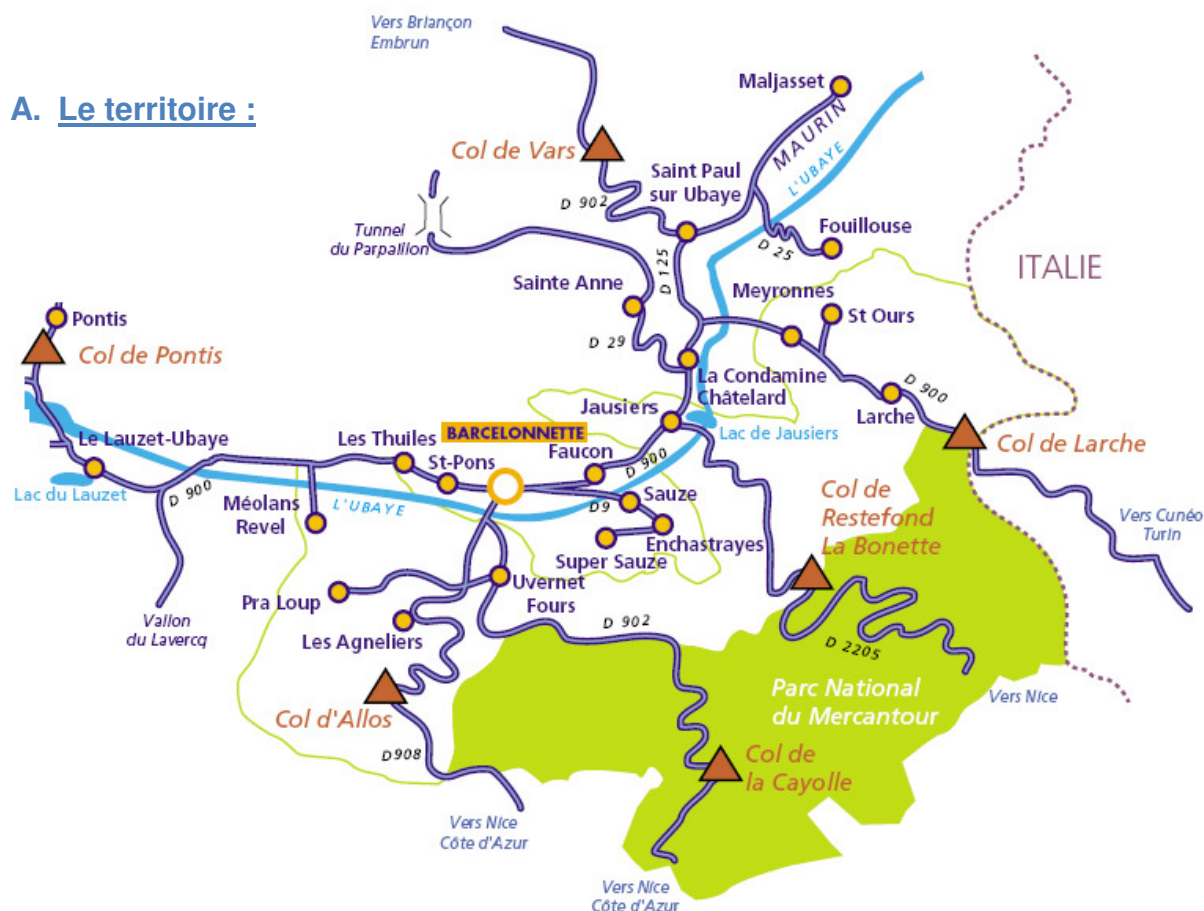 Vers Briançon
Embrun
A. Le territoire :
Maljasset
MAURIN
L'UBAYE
Col de Vars
Saint Paul
sur Ubaye
D 902
Tunnel
du Parpaillon
Fouillouse
D 25
D 125
ITALIE
Sainte Anne
Meyronnes
St Ours
Pontis
Col de Pontis
D 29
La Condamine
Châtelard
D 900
Larche
Col de Larche
Jausiers
Lac de Jausiers
Le Lauzet-Ubaye
Les Thuiles
BARCELONNETTE
St-Pons
Faucon
D 900
Lac du Lauzet
D 900
Méolans
Revel
L'UBAYE
D9
Sauze
Enchastrayes
Super Sauze
Col de
Restefond
La Bonette
Vers Cunéo
Turin
Uvernet
Fours
Pra Loup
Vallon
du Lavercq
Les Agneliers
D 902
D 2205
Vers Nice
Parc National
du Mercantour
Col d'Allos
D908
Col de
la Cayolle
Vers Nice
Côte d'Azur
Vers Nice
Côte d'Azur